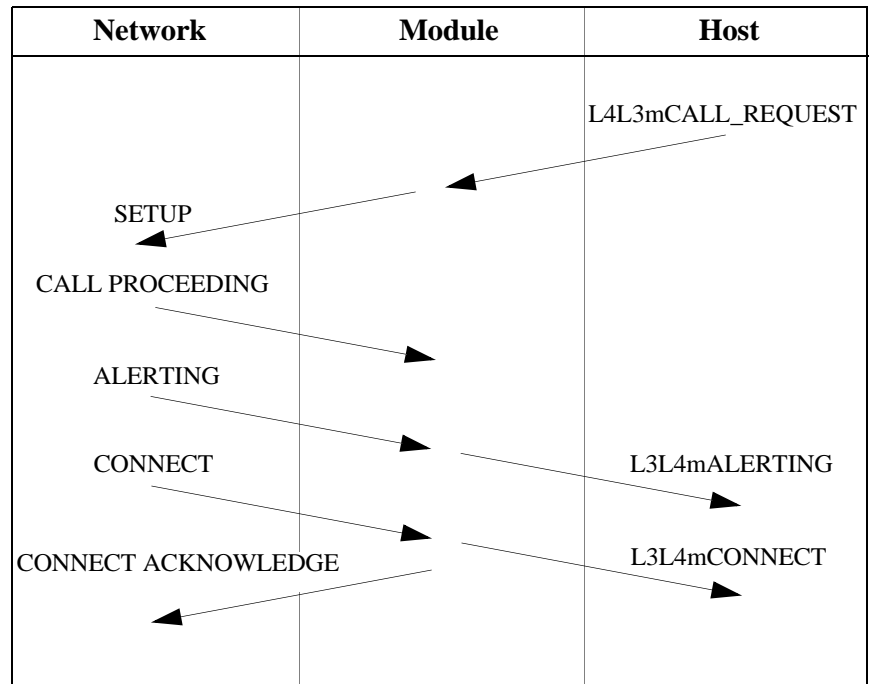 Network Module Host
L4L3mCALL_REQUEST
SETUP
CALL PROCEEDING
ALERTING
CONNECT
L3L4mALERTING
CONNECT ACKNOWLEDGE
L3L4mCONNECT